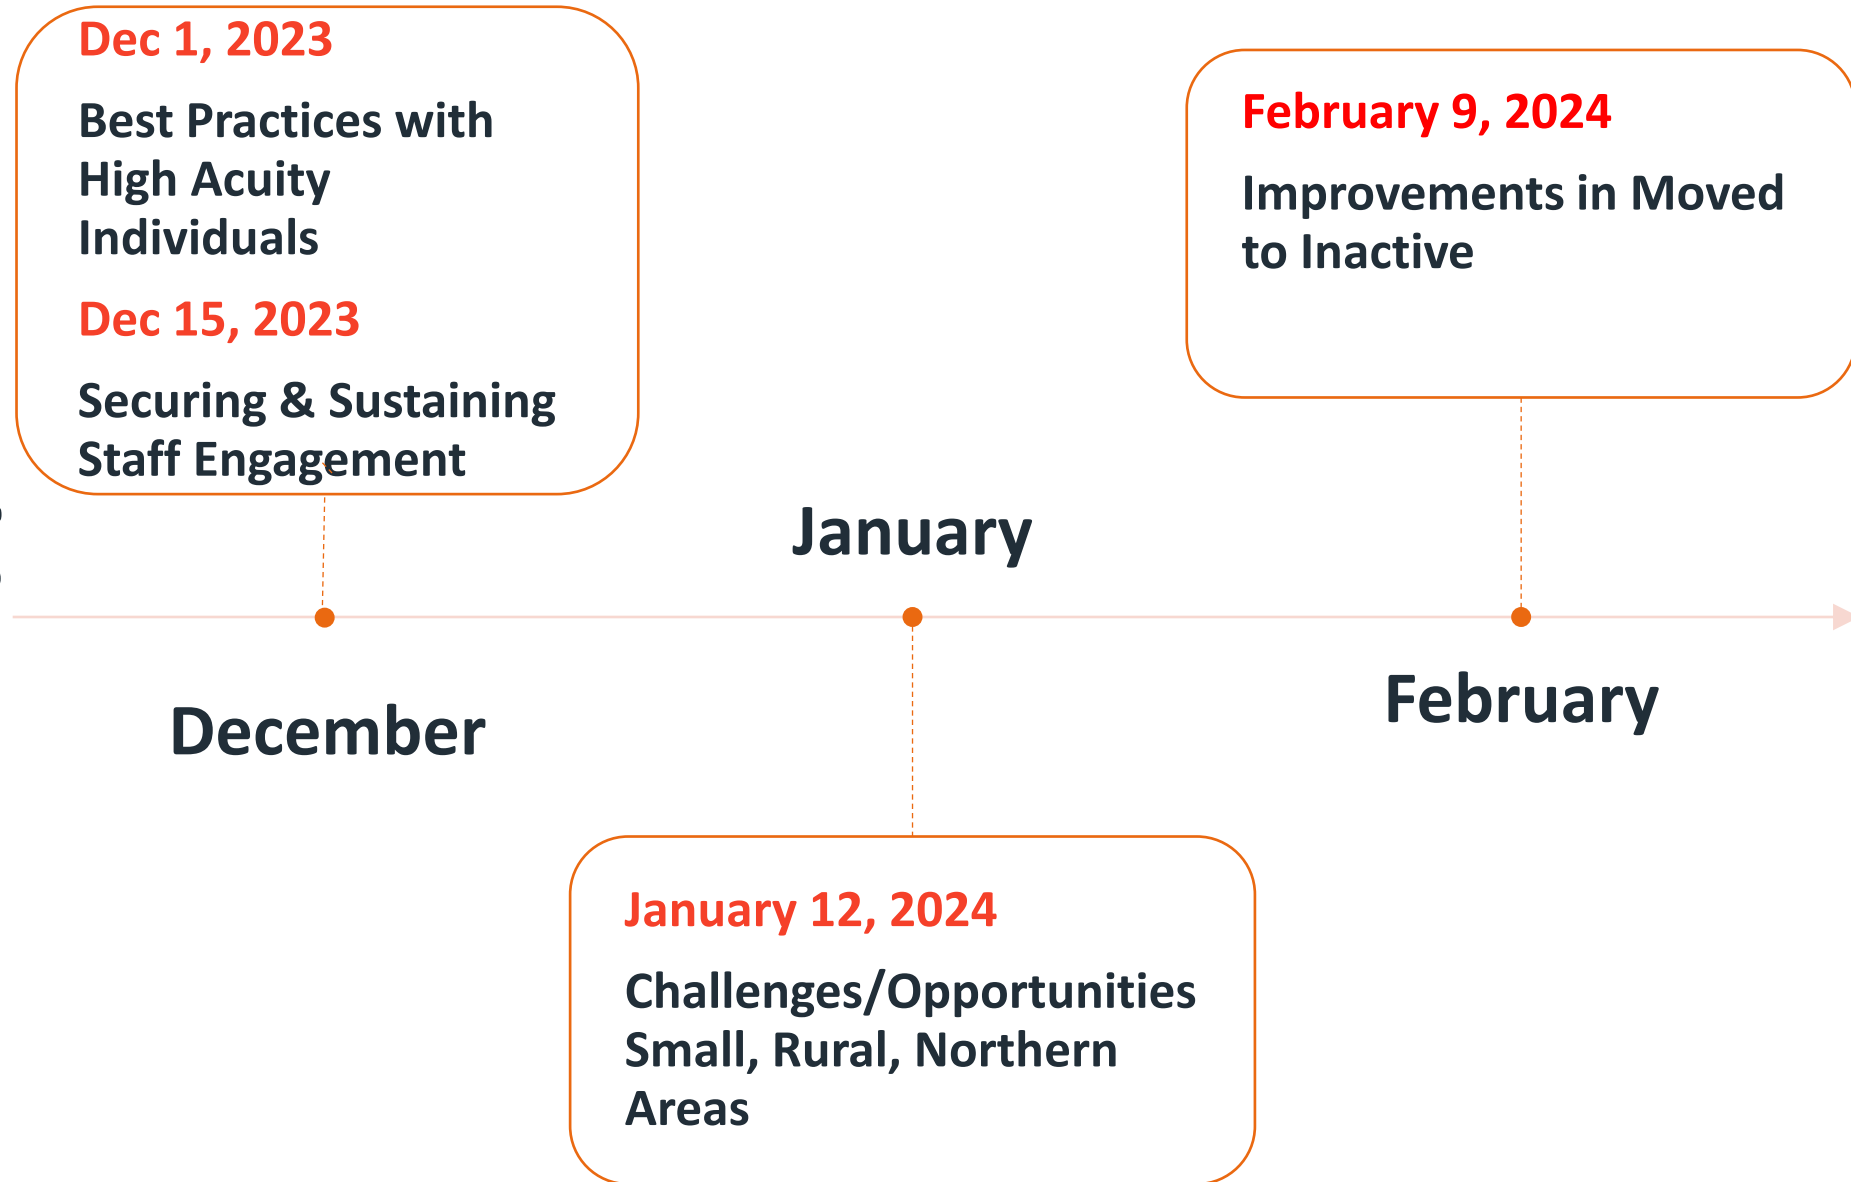 Dec 1, 2023
Best Practices with
High Acuity
Individuals
Dec 15, 2023
Securing & Sustaining
Staff Engagement
December
January
January 12, 2024
Challenges/Opportunities
Small, Rural, Northern
Areas
February 9, 2024
Improvements in Moved
to Inactive
February